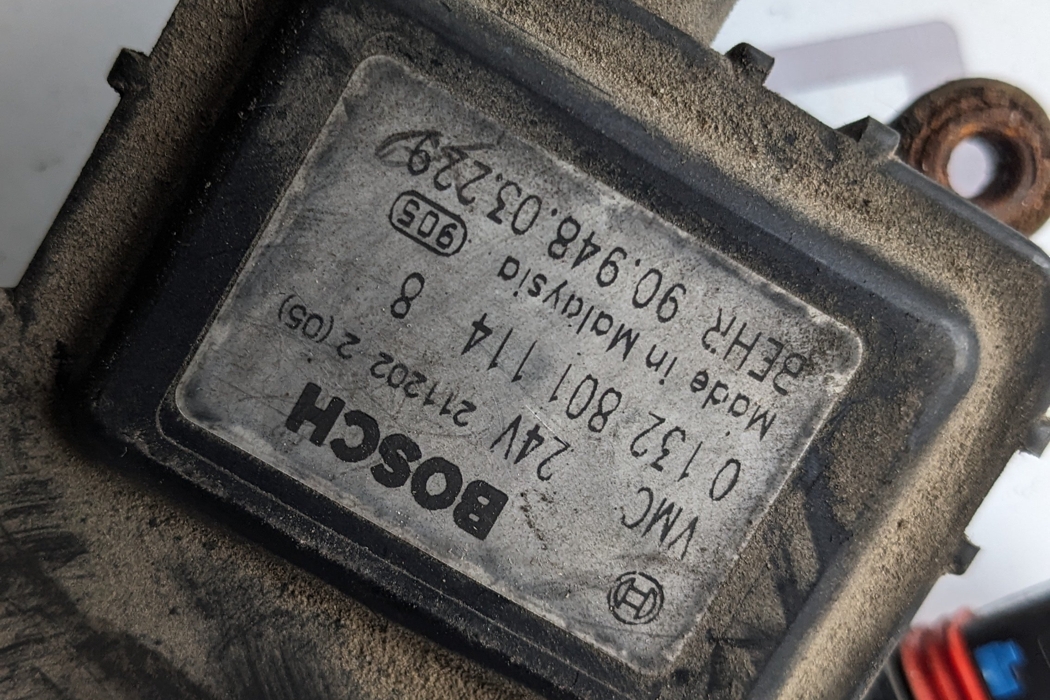 BOSCH
VMC 24V 211202 2 (05)
0 132 801 114 8
Made in Malaysia 905
BEHR 90.948.03.229